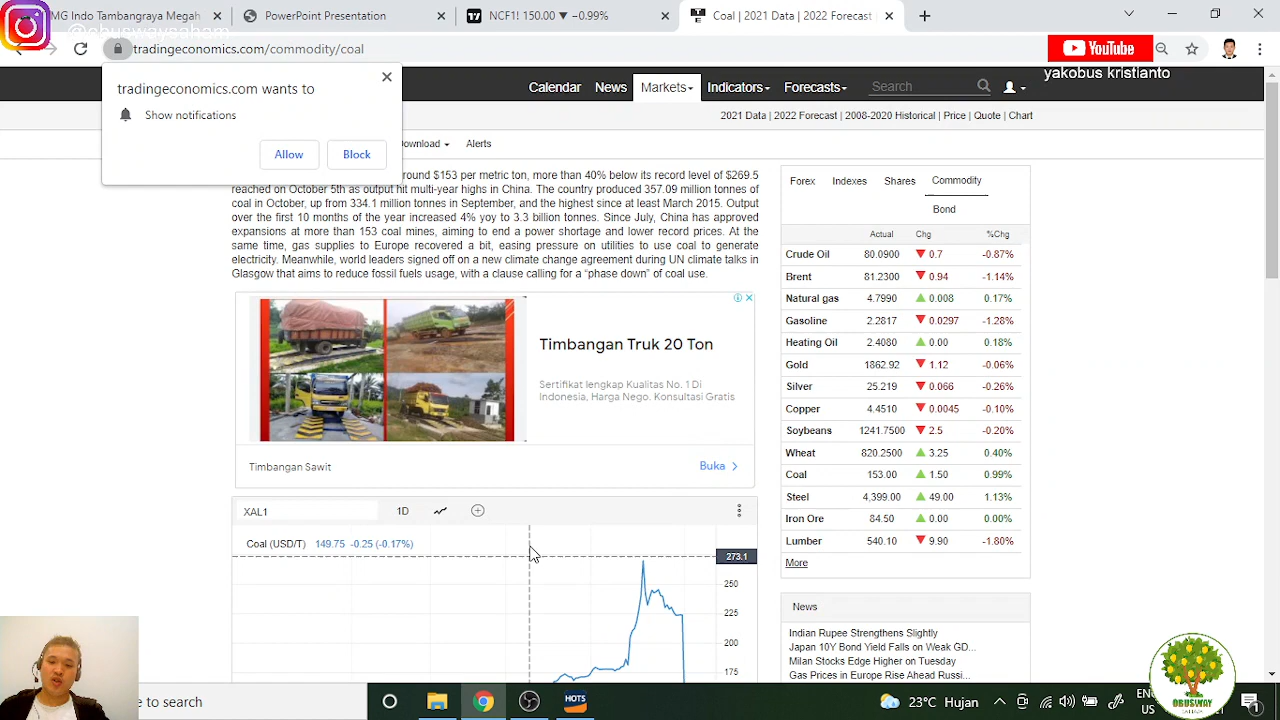 MG Indo Tambangraya M
PowerPoint Presentation
NCF1! 150.00 ▼ −0.99%
Coal | 2021 Data | 2022 Forecast
@obuswaysaham
tradingeconomics.com/commodity/coal
YouTube
yakobus kristianto
tradingeconomics.com wants to
Show notifications
Allow
Block
Calendar
News
Markets
Indicators
Forecasts
Search
2021 Data | 2022 Forecast | 2008-2020 Historical | Price | Quote | Chart
Download
Alerts
round $153 per metric ton, more than 40% below its record level of $269.5
reached on October 5th as output hit multi-year highs in China. The country produced 357.09 million tonnes
of coal in October, up from 334.1 million tonnes in September, and the highest since at least March 2015. Output
over the first 10 months of the year increased 4% yoy to 3.3 billion tonnes. Since July, China has approved
expansions at more than 153 coal mines, aiming to end a power shortage and lower record prices. At the
same time, gas supplies to Europe recovered a bit, easing pressure on utilities to use coal to generate
electricity. Meanwhile, world leaders signed off on a new climate change agreement during UN climate talks in
Glasgow that aims to reduce fossil fuels usage, with a clause calling for a “phase down” of coal use.
Timbangan Truk 20 Ton
Sertifikat lengkap Kualitas No. 1 Di
Indonesia, Harga Nego. Konsultasi Gratis
Timbangan Sawit
Buka
XAL1
1D
Coal (USD/T) 149.75 -0.25 (-0.17%)
273.1
250
225
200
175
Forex Indexes Shares Commodity
Bond
Actual Chg %Chg
Crude Oil 80.0900 ▼ 0.7 -0.87%
Brent 81.2300 ▼ 0.94 -1.14%
Natural gas 4.7990 ▲ 0.008 0.17%
Gasoline 2.2817 ▼ 0.0297 -1.28%
Heating Oil 2.4080 ▲ 0.00 0.18%
Gold 1862.92 ▼ 1.12 -0.06%
Silver 25.219 ▼ 0.066 -0.26%
Copper 4.4510 ▼ 0.0045 -0.10%
Soybeans 1241.7500 ▼ 2.5 -0.20%
Wheat 820.2500 ▲ 3.25 0.40%
Coal 153.00 ▲ 1.50 0.99%
Steel 4,399.00 ▲ 49.00 1.13%
Iron Ore 84.50 ▲ 0.00 0.00%
Lumber 540.10 ▼ 9.90 -1.80%
More
News
Indian Rupee Strengthens Slightly
Japan 10Y Bond Yield Falls on Weak GD...
Milan Stocks Edge Higher on Tuesday
Gas Prices in Europe Rise Ahead Russi...
OBUSWAY
e to search
HOTS
23°C Hujan
US
1